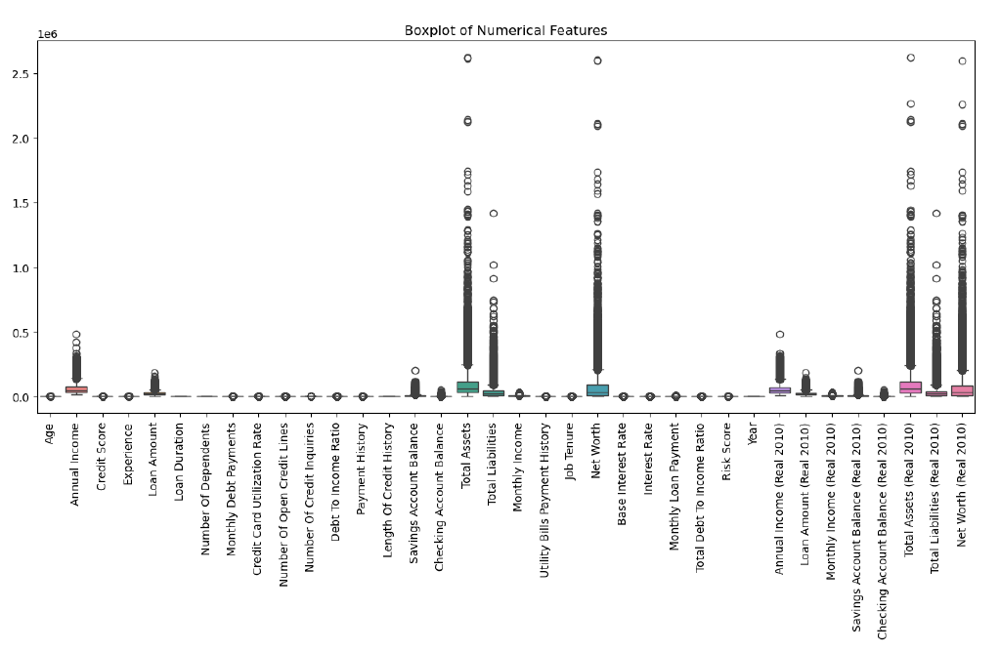 Boxplot of Numerical Features
1e6
2.5
2.0
1.5
1.0
0.5
0.0
Age
Annual Income
Credit Score
Experience
Loan Amount
Loan Duration
Number Of Dependents
Monthly Debt Payments
Credit Card Utilization Rate
Number Of Open Credit Lines
Number Of Credit Inquiries
Debt To Income Ratio
Payment History
Length Of Credit History
Savings Account Balance
Checking Account Balance
Total Assets
Total Liabilities
Monthly Income
Utility Bills Payment History
Job Tenure
Net Worth
Base Interest Rate
Interest Rate
Monthly Loan Payment
Total Debt To Income Ratio
Risk Score
Year
Annual Income (Real 2010)
Loan Amount (Real 2010)
Monthly Income (Real 2010)
Savings Account Balance (Real 2010)
Checking Account Balance (Real 2010)
Total Assets (Real 2010)
Total Liabilities (Real 2010)
Net Worth (Real 2010)